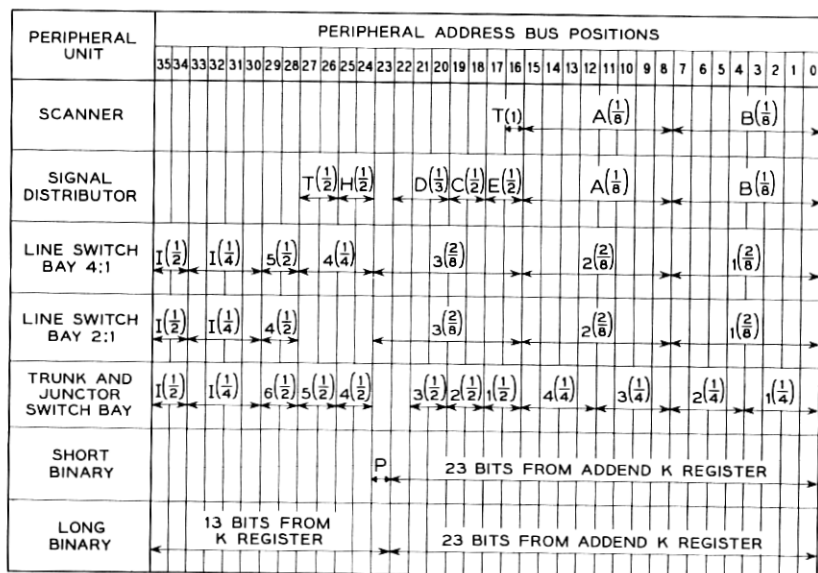 PERIPHERAL UNIT
PERIPHERAL ADDRESS BUS POSITIONS
35 34 33 32 31 30 29 28 27 26 25 24 23 22 21 20 19 18 17 16 15 14 13 12 11 10 9 8 7 6 5 4 3 2 1 0
SCANNER T(1) A(1/8) B(1/8)
SIGNAL DISTRIBUTOR T(1/2) H(1/2) D(1/3) C(1/2) E(1/2) A(1/8) B(1/8)
LINE SWITCH BAY 4:1 I(1/2) I(1/4) 5(1/2) 4(1/4) 3(2/8) 2(2/8) 1(2/8)
LINE SWITCH BAY 2:1 I(1/2) I(1/4) 4(1/2) 3(2/8) 2(2/8) 1(2/8)
TRUNK AND JUNCTOR SWITCH BAY I(1/2) I(1/4) 6(1/2) 5(1/2) 4(1/2) 3(1/2) 2(1/2) 1(1/2) 4(1/4) 3(1/4) 2(1/4) 1(1/4)
SHORT BINARY P 23 BITS FROM ADDEND K REGISTER
LONG BINARY 13 BITS FROM K REGISTER 23 BITS FROM ADDEND K REGISTER